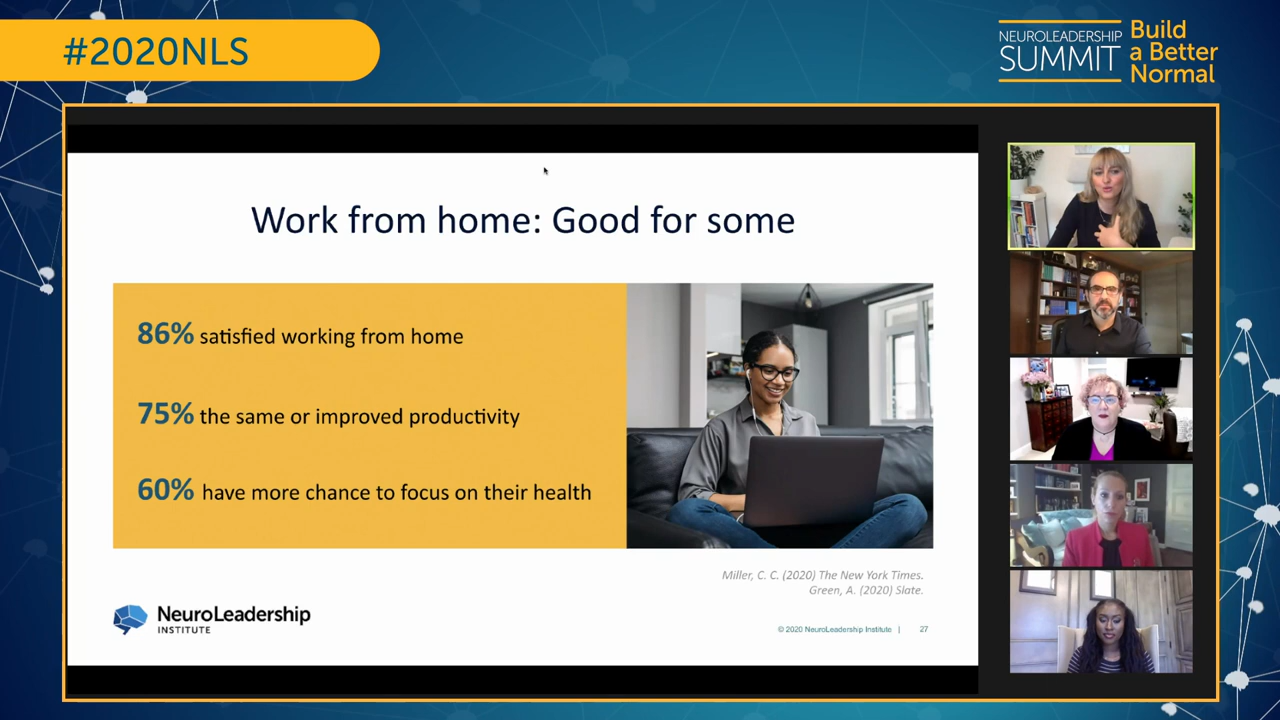 #2020NLS
NEUROLEADERSHIP
SUMMIT
Build
a Better
Normal
Work from home: Good for some
86% satisfied working from home
75% the same or improved productivity
60% have more chance to focus on their health
Miller, C. C. (2020) The New York Times.
Green, A. (2020) Slate.
NeuroLeadership
INSTITUTE
© 2020 NeuroLeadership Institute | 27